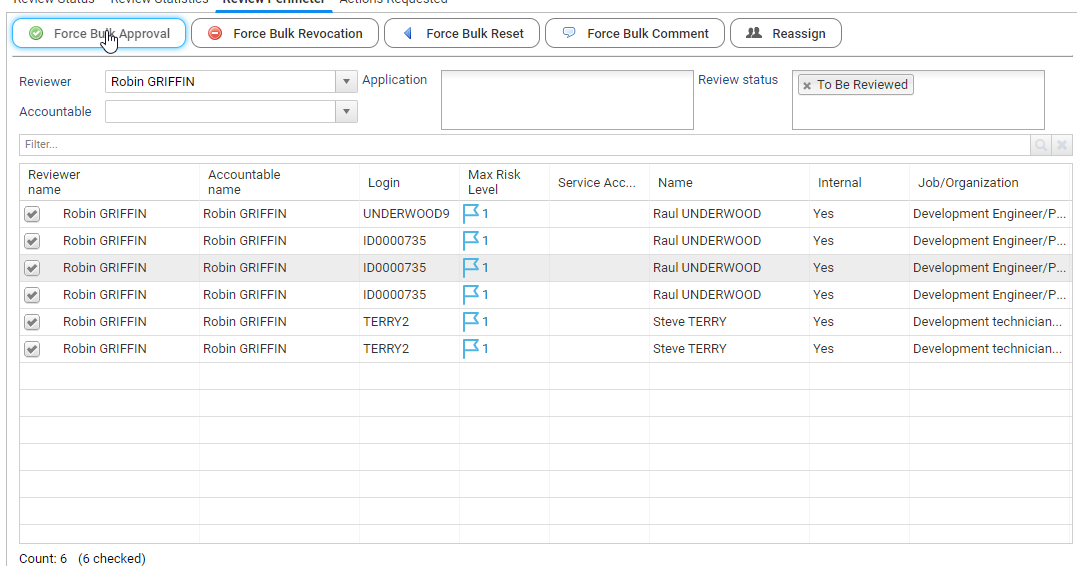 Review Status Review Statistics Review Perimeter Actions Requested
Force Bulk Approval Force Bulk Revocation Force Bulk Reset Force Bulk Comment Reassign
Reviewer Robin GRIFFIN Application Review status To Be Reviewed
Accountable
Filter...
Reviewer name Accountable name Login Max Risk Level Service Acc... Name Internal Job/Organization
Robin GRIFFIN Robin GRIFFIN UNDERWOOD9 1 Raul UNDERWOOD Yes Development Engineer/P...
Robin GRIFFIN Robin GRIFFIN ID0000735 1 Raul UNDERWOOD Yes Development Engineer/P...
Robin GRIFFIN Robin GRIFFIN ID0000735 1 Raul UNDERWOOD Yes Development Engineer/P...
Robin GRIFFIN Robin GRIFFIN ID0000735 1 Raul UNDERWOOD Yes Development Engineer/P...
Robin GRIFFIN Robin GRIFFIN TERRY2 1 Steve TERRY Yes Development technician...
Robin GRIFFIN Robin GRIFFIN TERRY2 1 Steve TERRY Yes Development technician...
Count: 6 (6 checked)